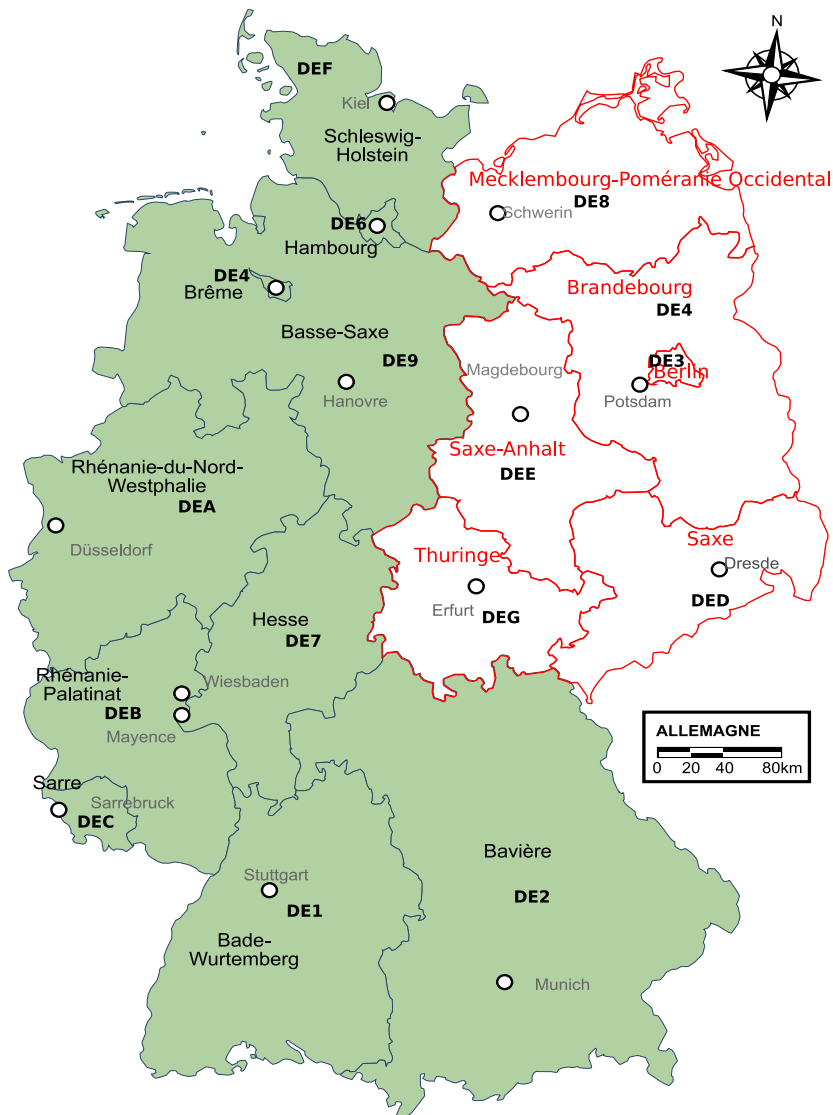 N
DEF
Kiel
Schleswig-
Holstein
Mecklembourg-Poméranie Occidental
DE8
Schwerin
DE6
Hambourg
DE4
Brême
Brandebourg
DE4
Basse-Saxe
DE9
Hanovre
Magdebourg
DE3
Berlin
Potsdam
Saxe-Anhalt
DEE
Rhénanie-du-Nord-
Westphalie
DEA
Düsseldorf
Thuringe
Erfurt
DEG
Saxe
Dresde
DED
Hesse
DE7
Rhénanie-
Palatinat
DEB
Wiesbaden
Mayence
ALLEMAGNE
0 20 40 80km
Sarre
Sarrebruck
DEC
Bavière
DE2
Stuttgart
DE1
Bade-
Wurtemberg
Munich